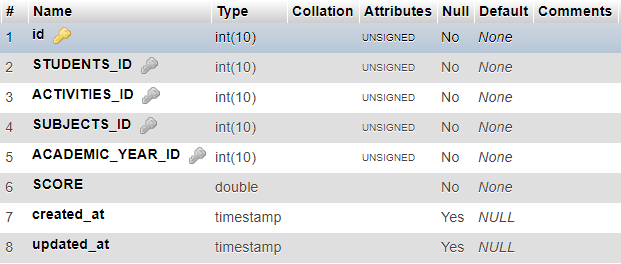 # Name Type Collation Attributes Null Default Comments
1 id int(10) UNSIGNED No None
2 STUDENTS_ID int(10) UNSIGNED No None
3 ACTIVITIES_ID int(10) UNSIGNED No None
4 SUBJECTS_ID int(10) UNSIGNED No None
5 ACADEMIC_YEAR_ID int(10) UNSIGNED No None
6 SCORE double No None
7 created_at timestamp Yes NULL
8 updated_at timestamp Yes NULL